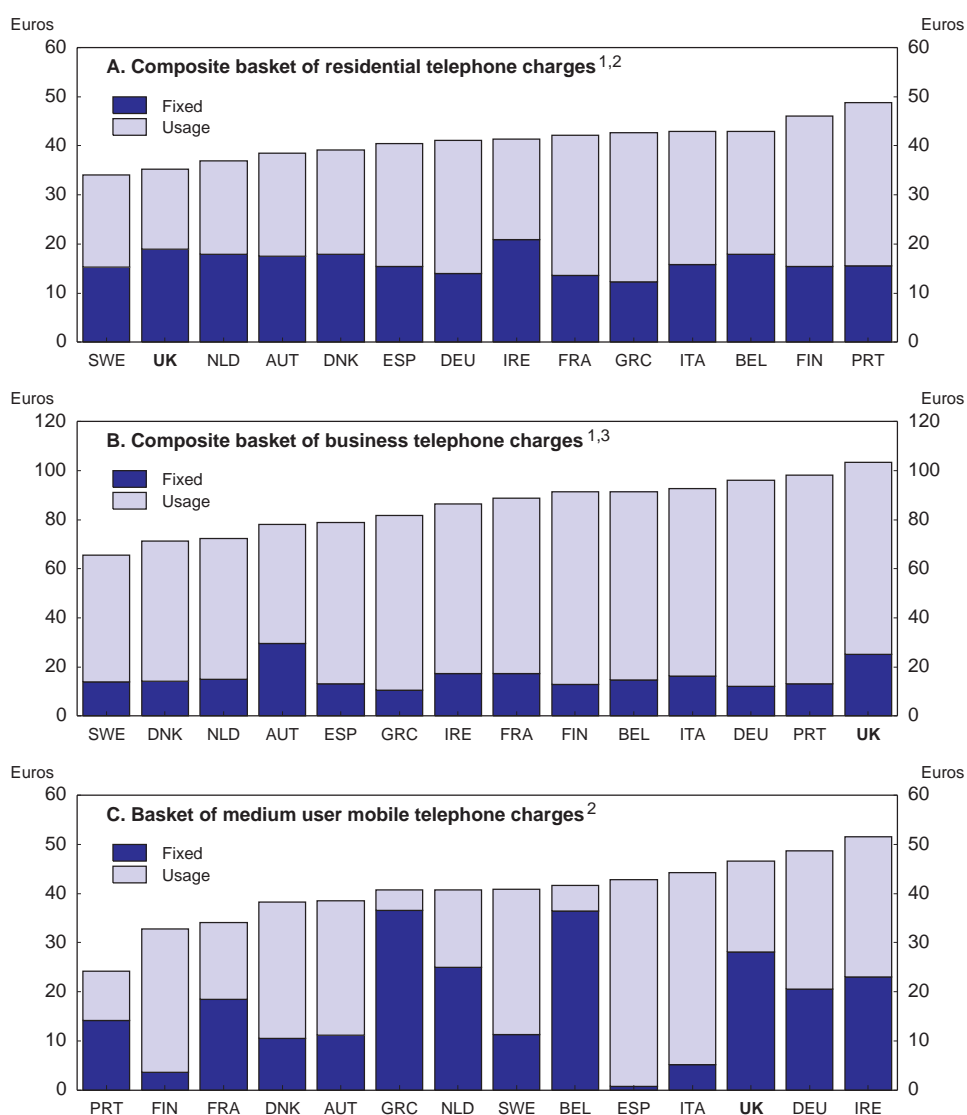 Euros Euros
60 60
A. Composite basket of residential telephone charges 1,2
50 50
Fixed
Usage
40 40
30 30
20 20
10 10
0 0
SWE UK NLD AUT DNK ESP DEU IRE FRA GRC ITA BEL FIN PRT
Euros Euros
120 120
B. Composite basket of business telephone charges 1,3
100 100
Fixed
Usage
80 80
60 60
40 40
20 20
0 0
SWE DNK NLD AUT ESP GRC IRE FRA FIN BEL ITA DEU PRT UK
Euros Euros
60 60
C. Basket of medium user mobile telephone charges 2
50 50
Fixed
Usage
40 40
30 30
20 20
10 10
0 0
PRT FIN FRA DNK AUT GRC NLD SWE BEL ESP ITA UK DEU IRE